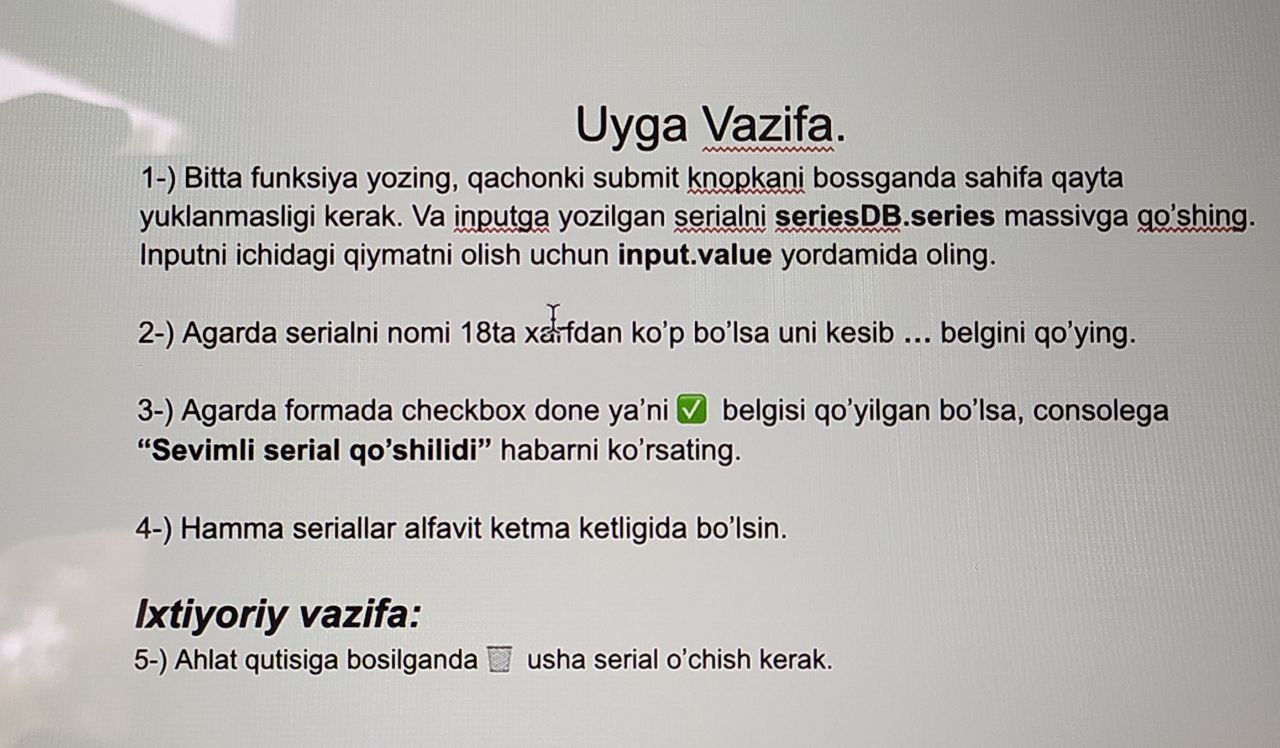 Uyga Vazifa.
1-) Bitta funksiya yozing, qachonki submit knopkani bossganda sahifa qayta
yuklanmasligi kerak. Va inputga yozilgan serialni seriesDB.series massivga qo’shing.
Inputni ichidagi qiymatni olish uchun input.value yordamida oling.
2-) Agarda serialni nomi 18ta xarfdan ko’p bo’lsa uni kesib ... belgini qo’ying.
3-) Agarda formada checkbox done ya’ni ✅ belgisi qo’yilgan bo’lsa, consolega
“Sevimli serial qo’shilidi” habarni ko’rsating.
4-) Hamma seriallar alfavit ketma ketligida bo’lsin.
Ixtiyoriy vazifa:
5-) Ahlat qutisiga bosilganda 🗑 usha serial o’chish kerak.